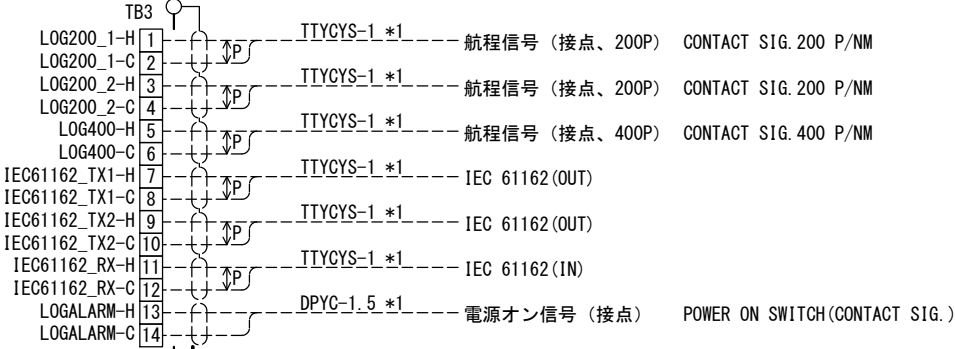 TB3
LOG200_1-H 1 P TTYCYS-1 *1 航程信号 (接点、200P) CONTACT SIG.200 P/NM
LOG200_1-C 2
LOG200_2-H 3 P TTYCYS-1 *1 航程信号 (接点、200P) CONTACT SIG.200 P/NM
LOG200_2-C 4
LOG400-H 5 P TTYCYS-1 *1 航程信号 (接点、400P) CONTACT SIG.400 P/NM
LOG400-C 6
IEC61162_TX1-H 7 P TTYCYS-1 *1 IEC 61162(OUT)
IEC61162_TX1-C 8
IEC61162_TX2-H 9 P TTYCYS-1 *1 IEC 61162(OUT)
IEC61162_TX2-C 10
IEC61162_RX-H 11 P TTYCYS-1 *1 IEC 61162(IN)
IEC61162_RX-C 12
LOGALARM-H 13 DPYC-1.5 *1 電源オン信号 (接点) POWER ON SWITCH(CONTACT SIG.)
LOGALARM-C 14